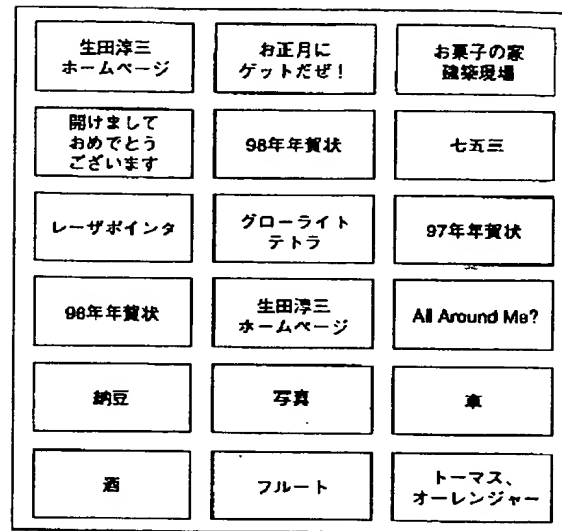 生田淳三
ホームページ
お正月に
ゲットだぜ！
お菓子の家
建築現場
開けまして
おめでとう
ございます
98年年賀状
七五三
レーザポインタ
グローライト
テトラ
97年年賀状
96年年賀状
生田淳三
ホームページ
All Around Me?
納豆
写真
車
酒
フルート
トーマス、
オーレンジャー